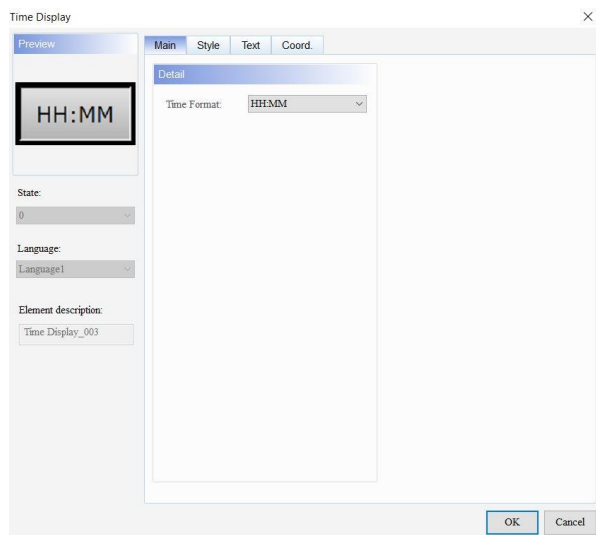 Time Display
Preview
HH:MM
State:
0
Language:
Language1
Element description:
Time Display_003
Main Style Text Coord.
Detail
Time Format: HH:MM
OK Cancel